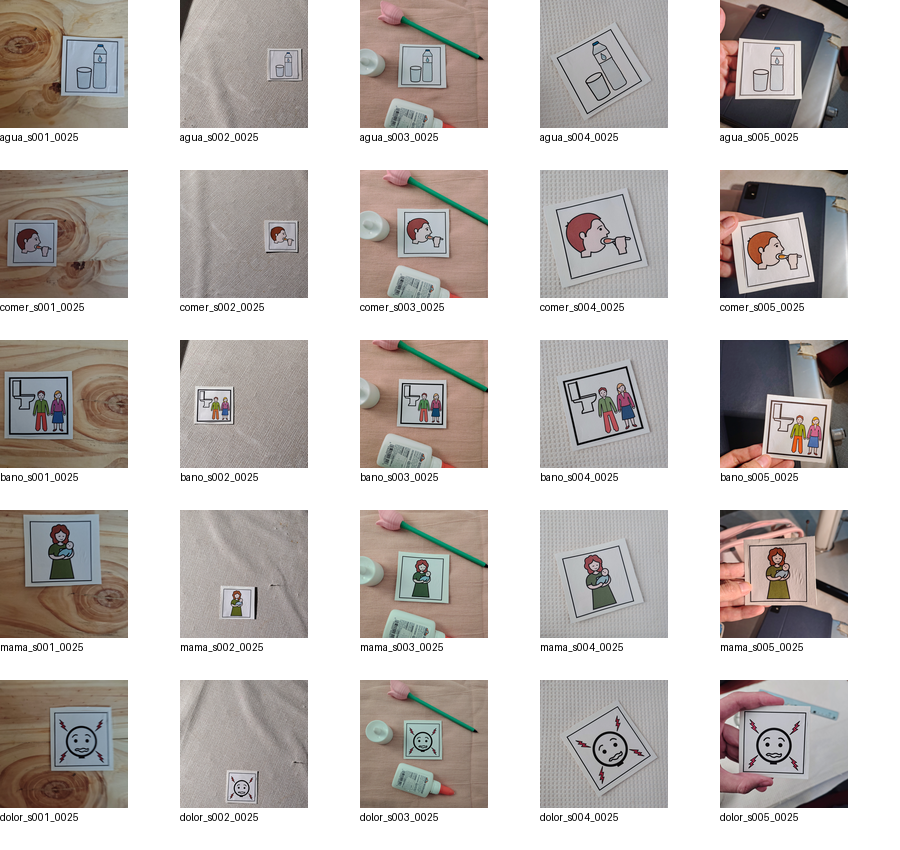 agua_s001_0025 agua_s002_0025 agua_s003_0025 agua_s004_0025 agua_s005_0025
comer_s001_0025 comer_s002_0025 comer_s003_0025 comer_s004_0025 comer_s005_0025
bano_s001_0025 bano_s002_0025 bano_s003_0025 bano_s004_0025 bano_s005_0025
mama_s001_0025 mama_s002_0025 mama_s003_0025 mama_s004_0025 mama_s005_0025
dolor_s001_0025 dolor_s002_0025 dolor_s003_0025 dolor_s004_0025 dolor_s005_0025